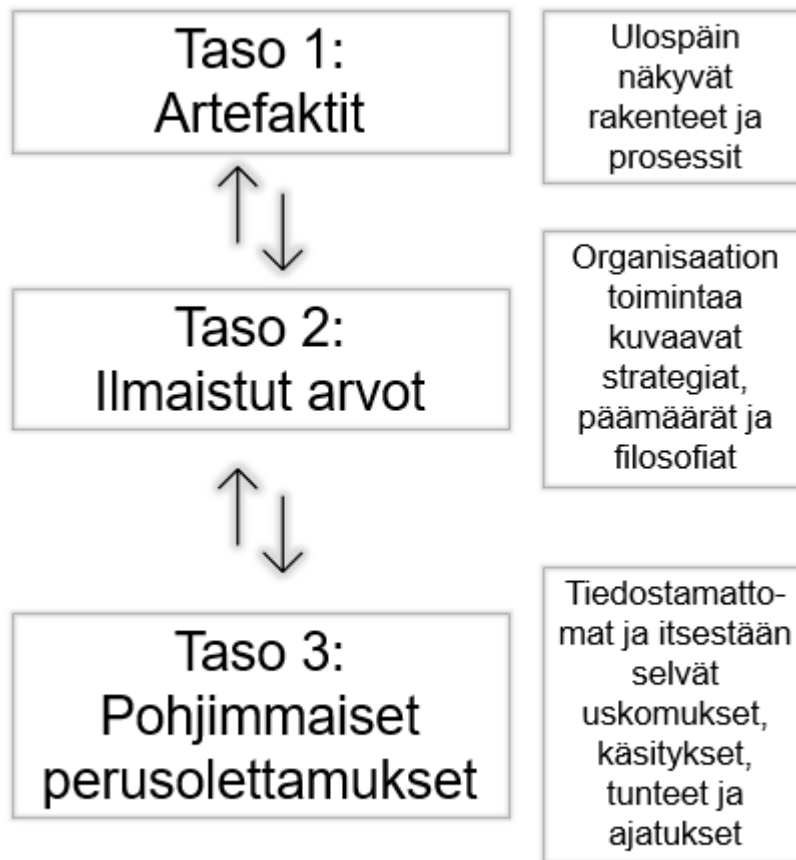 Taso 1:
Artefaktit
Ulospäin
näkyvät
rakenteet ja
prosessit
Taso 2:
Ilmaistut arvot
Organisaation
toimintaa
kuvaavat
strategiat,
päämäärät ja
filosofiat
Taso 3:
Pohjimmaiset
perusolettamukset
Tiedostamatto-
mat ja itsestään
selvät
uskomukset,
käsitykset,
tunteet ja
ajatukset